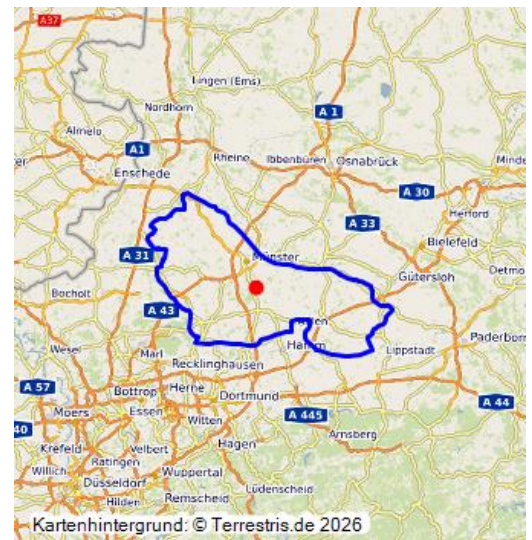 A37
Lingen (Ems)
Nordhorn
Almelo
A 1
A1
Rheine
Ibbenbüren
Osnabrück
Enschede
A 30
Herford
A 33
Bielefeld
A 31
Münster
Detmo
Gütersloh
Bocholt
A 43
Hamm
Paderborn
Wesel
Marl
Lippstadt
Recklinghausen
A 57
Bottrop
Herne
Dortmund
A 44
Moers
Essen
A 445
Witten
Arnsberg
40
Krefeld
Velbert
Hagen
Willich
Ratingen
Wuppertal
Düsseldorf
Lüdenscheid
Hilden
Remscheid
Kartenhintergrund: © Terrestris.de 2026